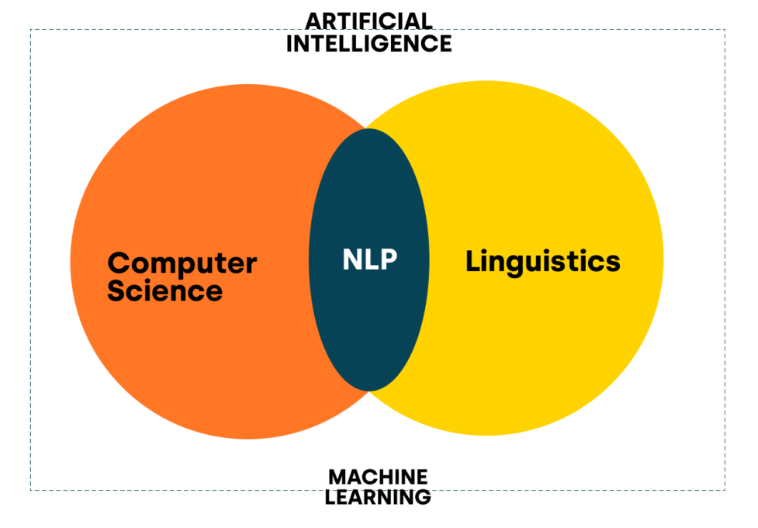 ARTIFICIAL
INTELLIGENCE
Computer
Science
NLP
Linguistics
MACHINE
LEARNING